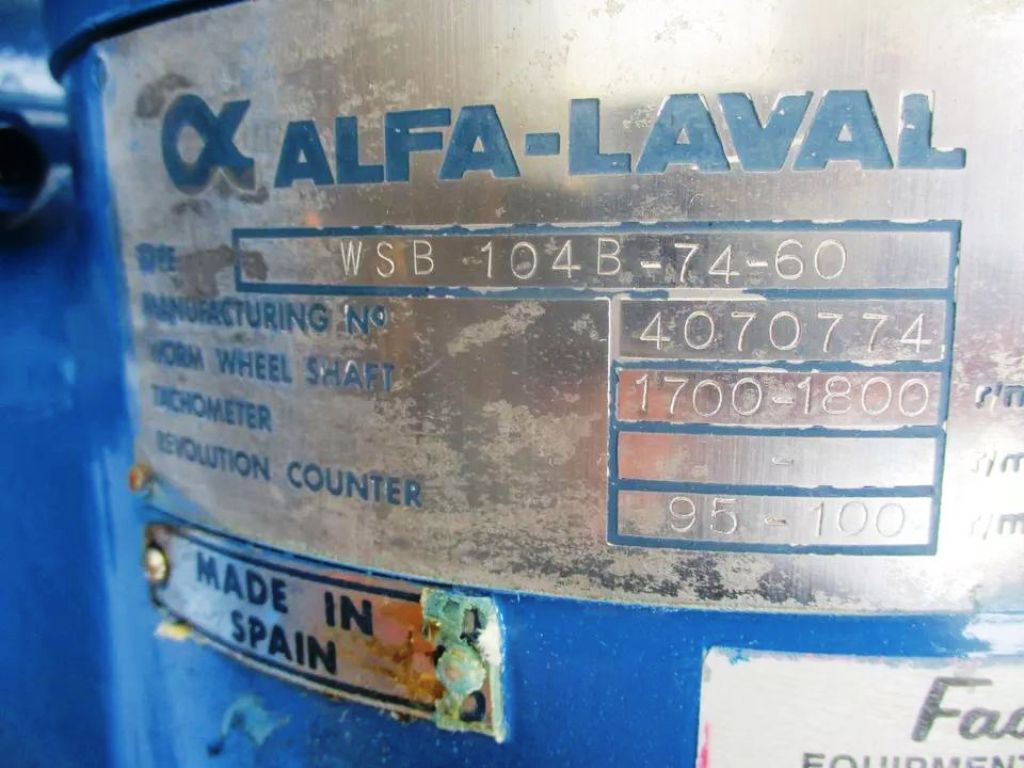 α ALFA-LAVAL
TYPE WSB 104B-74-60
MANUFACTURING Nº 4070774
WORM WHEEL SHAFT 1700-1800 r/m
TACHOMETER - r/m
REVOLUTION COUNTER 95-100 r/m
MADE IN
SPAIN